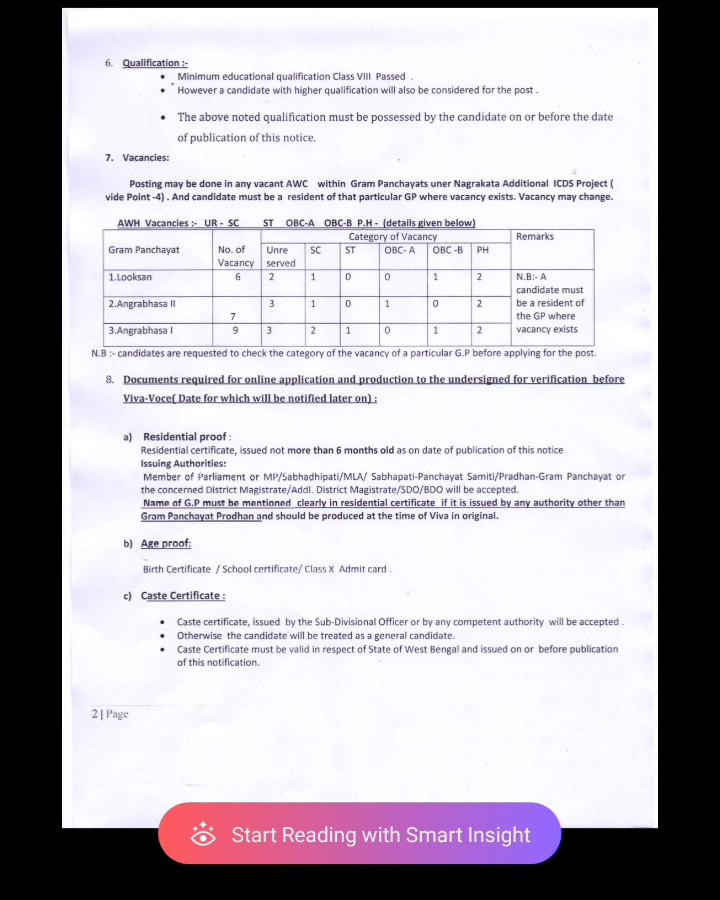 6. Qualification :-
• Minimum educational qualification Class VIII Passed .
• However a candidate with higher qualification will also be considered for the post .
• The above noted qualification must be possessed by the candidate on or before the date
of publication of this notice.
7. Vacancies:
Posting may be done in any vacant AWC within Gram Panchayats uner Nagrakata Additional ICDS Project (
vide Point -4) . And candidate must be a resident of that particular GP where vacancy exists. Vacancy may change.
AWH Vacancies :- UR - SC ST OBC-A OBC-B P.H - (details given below)
Gram Panchayat No. of Vacancy Category of Vacancy Remarks
Unre served SC ST OBC- A OBC -B PH
1.Looksan 6 2 1 0 0 1 2 N.B:- A
candidate must
2.Angrabhasa II 7 3 1 0 1 0 2 be a resident of
the GP where
3.Angrabhasa I 9 3 2 1 0 1 2 vacancy exists
N.B :- candidates are requested to check the category of the vacancy of a particular G.P before applying for the post.
8. Documents required for online application and production to the undersigned for verification before
Viva-Voce( Date for which will be notified later on) :
a) Residential proof :
Residential certificate, issued not more than 6 months old as on date of publication of this notice
Issuing Authorities:
Member of Parliament or MP/Sabhadhipati/MLA/ Sabhapati-Panchayat Samiti/Pradhan-Gram Panchayat or
the concerned District Magistrate/Addl. District Magistrate/SDO/BDO will be accepted.
Name of G.P must be mentioned clearly in residential certificate if it is issued by any authority other than
Gram Panchayat Prodhan and should be produced at the time of Viva in original.
b) Age proof:
Birth Certificate / School certificate/ Class X Admit card .
c) Caste Certificate :
• Caste certificate, issued by the Sub-Divisional Officer or by any competent authority will be accepted .
• Otherwise the candidate will be treated as a general candidate.
• Caste Certificate must be valid in respect of State of West Bengal and issued on or before publication
of this notification.
2 | Page
Start Reading with Smart Insight